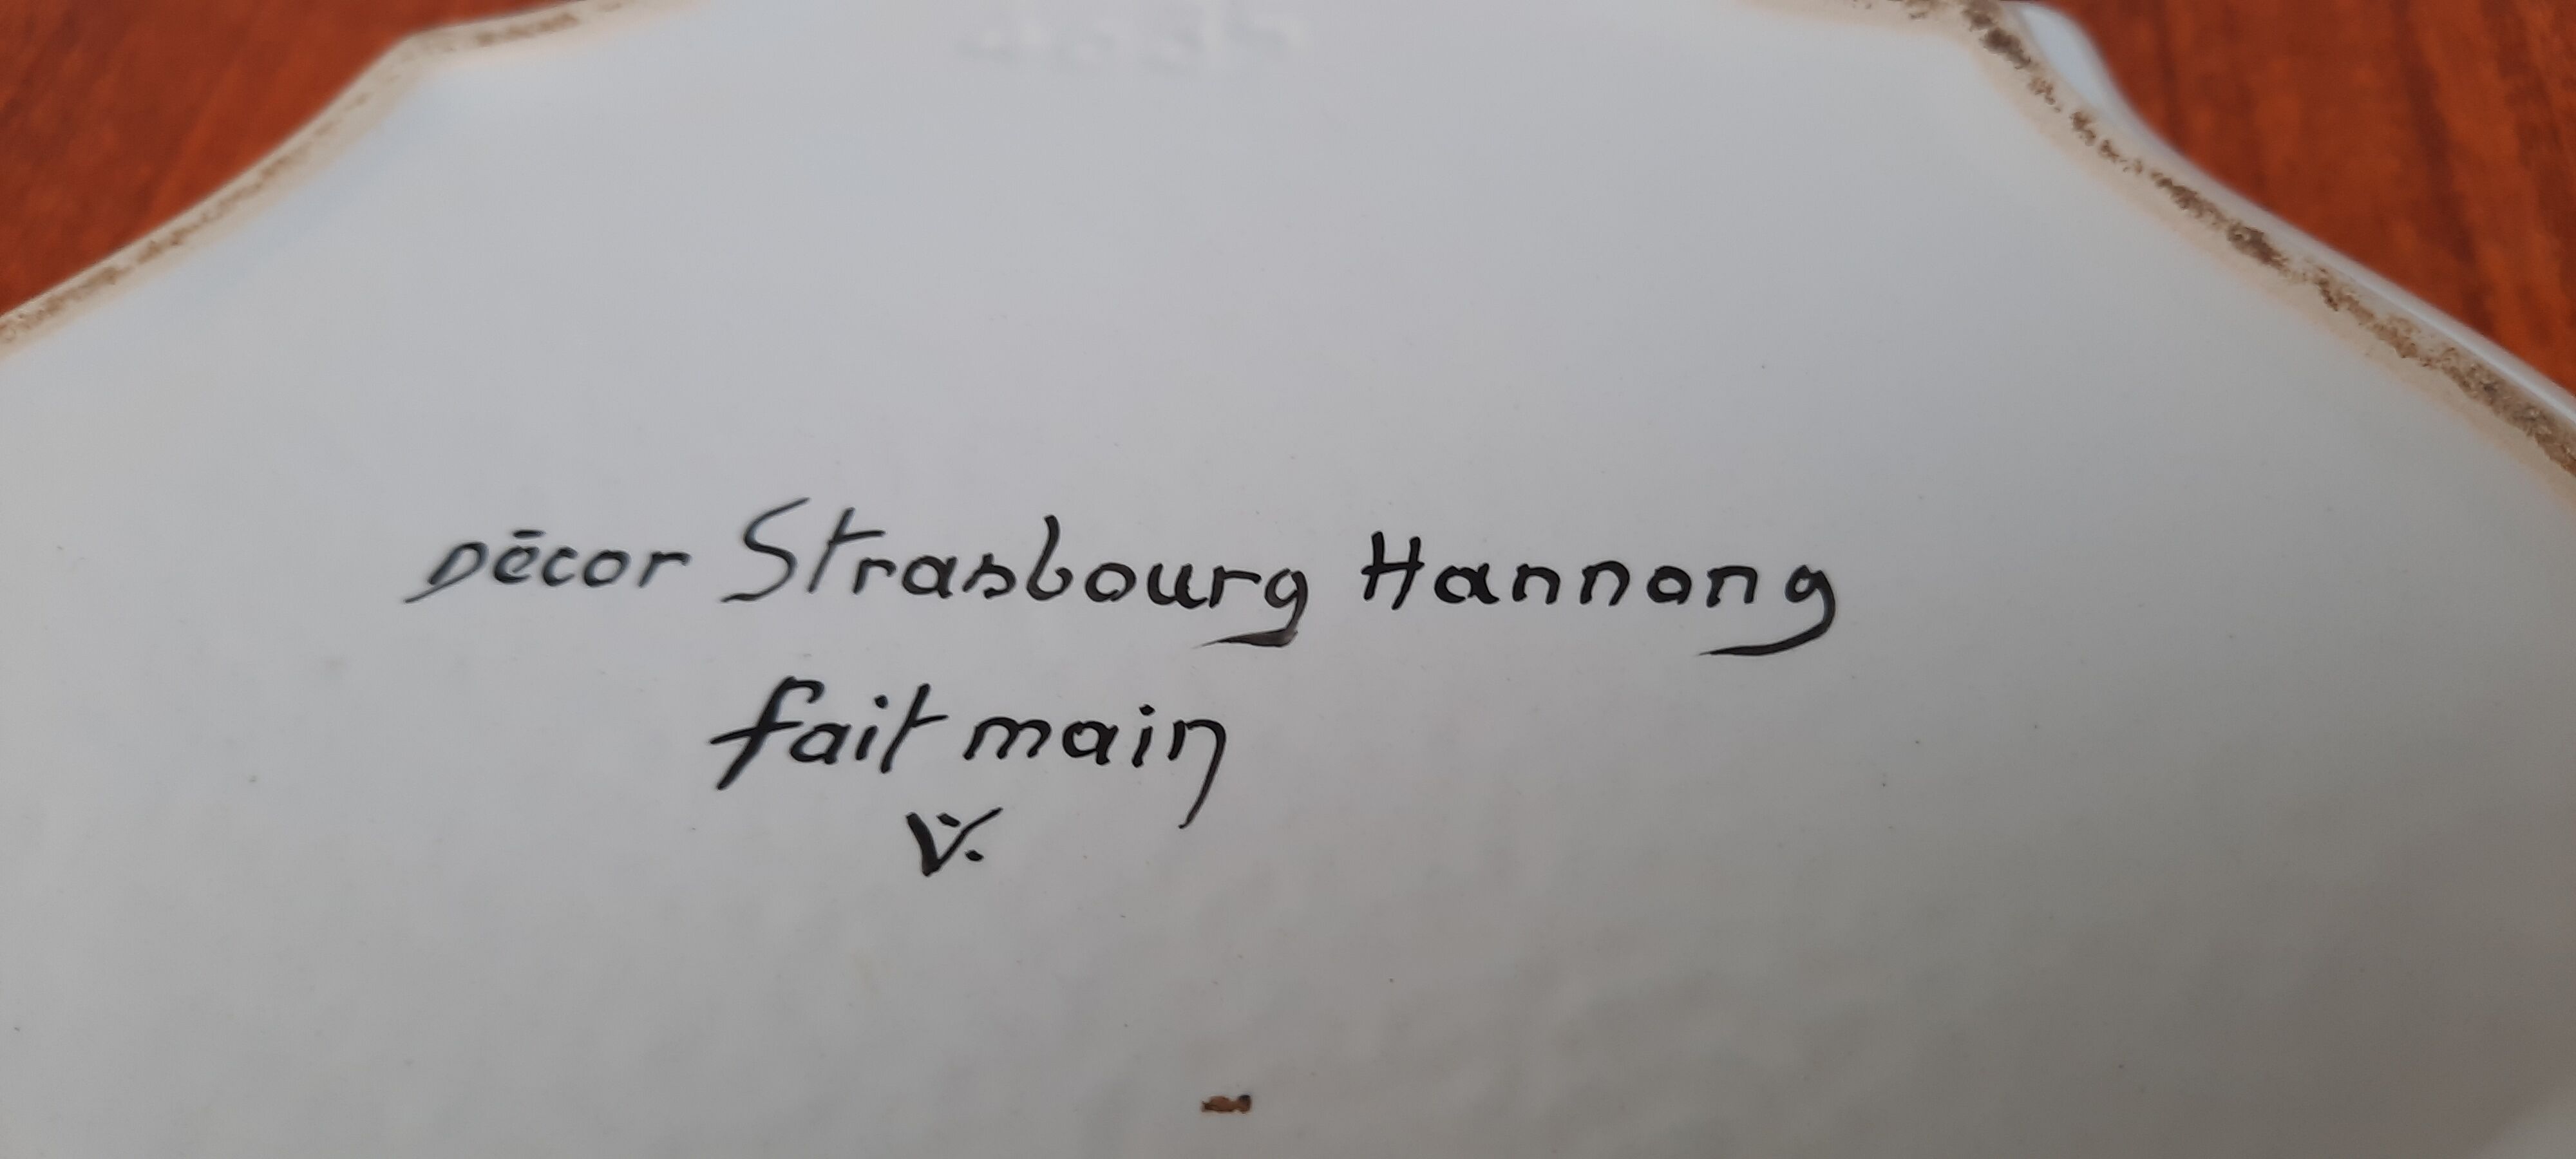 Décor Strasbourg Hannong
fait main
V.